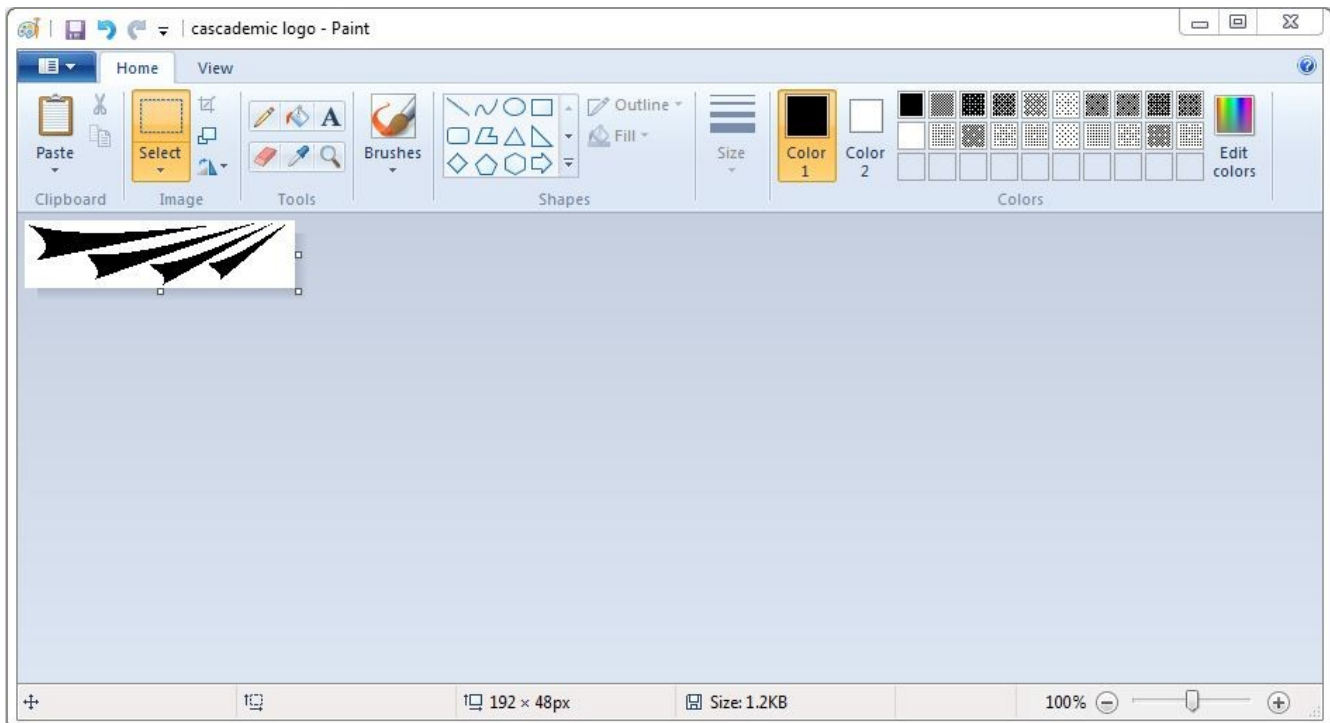 cascademic logo - Paint
Home View
Paste
Select
A
Brushes
Outline
Fill
Size
Color 1
Color 2
Edit colors
Clipboard Image Tools Shapes Colors
192 × 48px Size: 1.2KB 100%